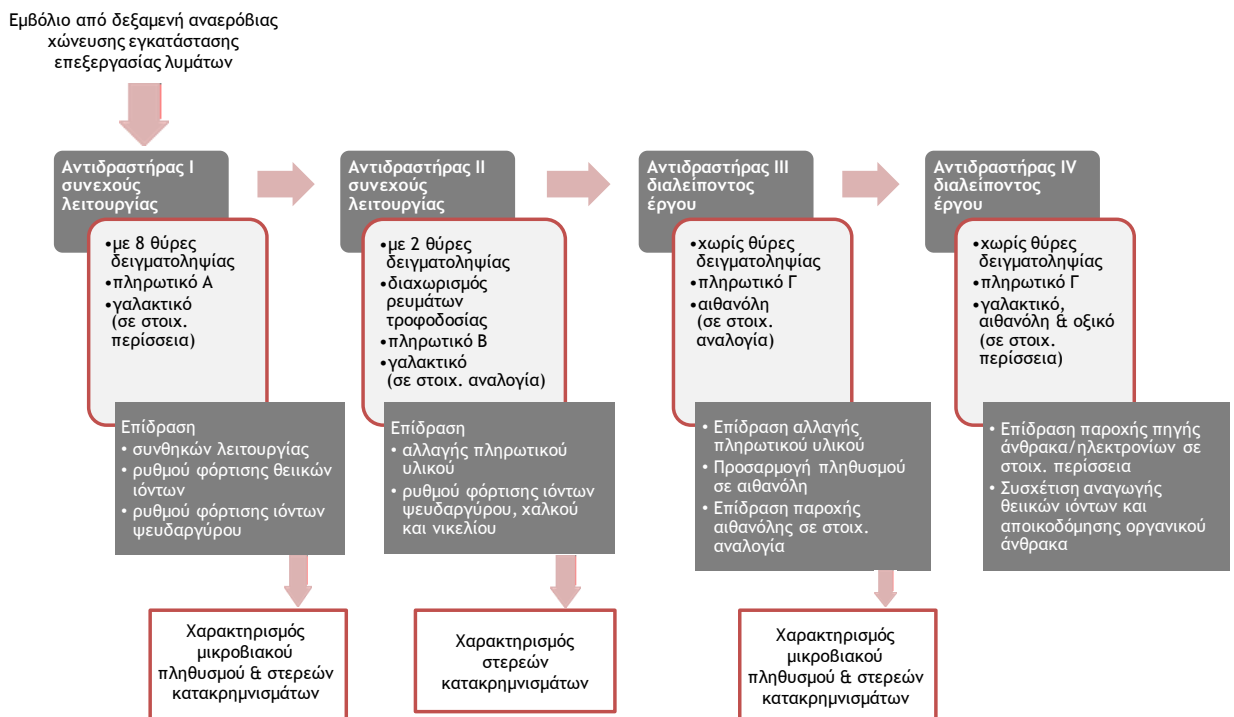 Εμβόλιο από δεξαμενή αναερόβιας
χώνευσης εγκατάστασης
επεξεργασίας λυμάτων
Αντιδραστήρας Ι
συνεχούς
λειτουργίας
•με 8 θύρες
δειγματοληψίας
•πληρωτικό Α
•γαλακτικό
(σε στοιχ.
περίσσεια)
Επίδραση
• συνθηκών λειτουργίας
• ρυθμού φόρτισης θειικών
ιόντων
• ρυθμού φόρτισης ιόντων
ψευδαργύρου
Χαρακτηρισμός
μικροβιακού
πληθυσμού & στερεών
κατακρημνισμάτων
Αντιδραστήρας ΙΙ
συνεχούς
λειτουργίας
•με 2 θύρες
δειγματοληψίας
•διαχωρισμός
ρευμάτων
τροφοδοσίας
•πληρωτικό Β
•γαλακτικό
(σε στοιχ. αναλογία)
Επίδραση
• αλλαγής πληρωτικού
υλικού
• ρυθμού φόρτισης ιόντων
ψευδαργύρου, χαλκού
και νικελίου
Χαρακτηρισμός
στερεών
κατακρημνισμάτων
Αντιδραστήρας ΙΙΙ
διαλείποντος
έργου
•χωρίς θύρες
δειγματοληψίας
•πληρωτικό Γ
•αιθανόλη
(σε στοιχ.
αναλογία)
• Επίδραση αλλαγής
πληρωτικού υλικού
• Προσαρμογή πληθυσμού
σε αιθανόλη
• Επίδραση παροχής
αιθανόλης σε στοιχ.
αναλογία
Χαρακτηρισμός
μικροβιακού
πληθυσμού & στερεών
κατακρημνισμάτων
Αντιδραστήρας IV
διαλείποντος
έργου
•χωρίς θύρες
δειγματοληψίας
•πληρωτικό Γ
•γαλακτικό,
αιθανόλη & οξικό
(σε στοιχ.
περίσσεια)
• Επίδραση παροχής πηγής
άνθρακα/ηλεκτρονίων σε
στοιχ. περίσσεια
• Συσχέτιση αναγωγής
θειικών ιόντων και
αποικοδόμησης οργανικού
άνθρακα